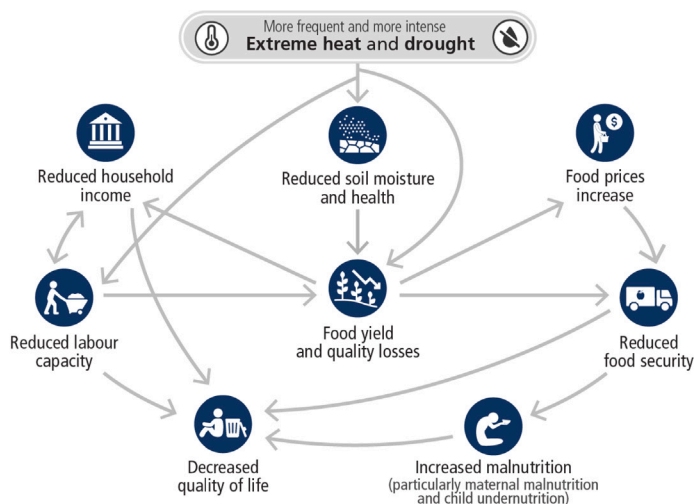 More frequent and more intense
Extreme heat and drought
Reduced household
income
Reduced soil moisture
and health
$
Food prices
increase
Reduced labour
capacity
Food yield
and quality losses
Reduced
food security
Decreased
quality of life
Increased malnutrition
(particularly maternal malnutrition
and child undernutrition)